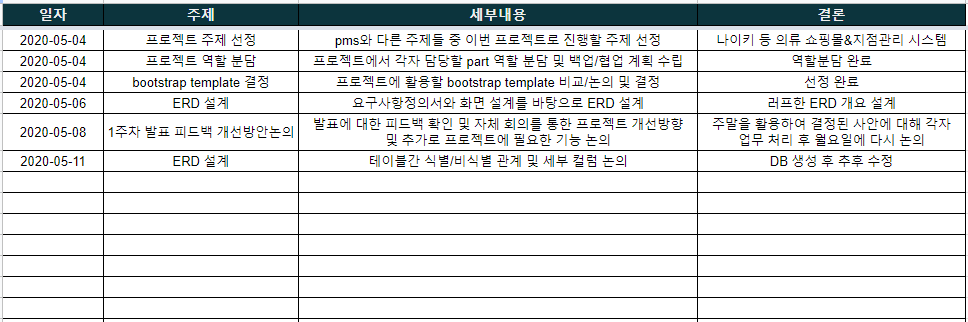 일자 주제 세부내용 결론
2020-05-04 프로젝트 주제 선정 pms와 다른 주제들 중 이번 프로젝트로 진행할 주제 선정 나이키 등 의류 쇼핑몰&지점관리 시스템
2020-05-04 프로젝트 역할 분담 프로젝트에서 각자 담당할 part 역할 분담 및 백업/협업 계획 수립 역할분담 완료
2020-05-04 bootstrap template 결정 프로젝트에 활용할 bootstrap template 비교/논의 및 결정 선정 완료
2020-05-06 ERD 설계 요구사항정의서와 화면 설계를 바탕으로 ERD 설계 러프한 ERD 개요 설계
2020-05-08 1주차 발표 피드백 개선방안논의 발표에 대한 피드백 확인 및 자체 회의를 통한 프로젝트 개선방향
및 추가로 프로젝트에 필요한 기능 논의
주말을 활용하여 결정된 사안에 대해 각자
업무 처리 후 월요일에 다시 논의
2020-05-11 ERD 설계 테이블간 식별/비식별 관계 및 세부 컬럼 논의 DB 생성 후 추후 수정